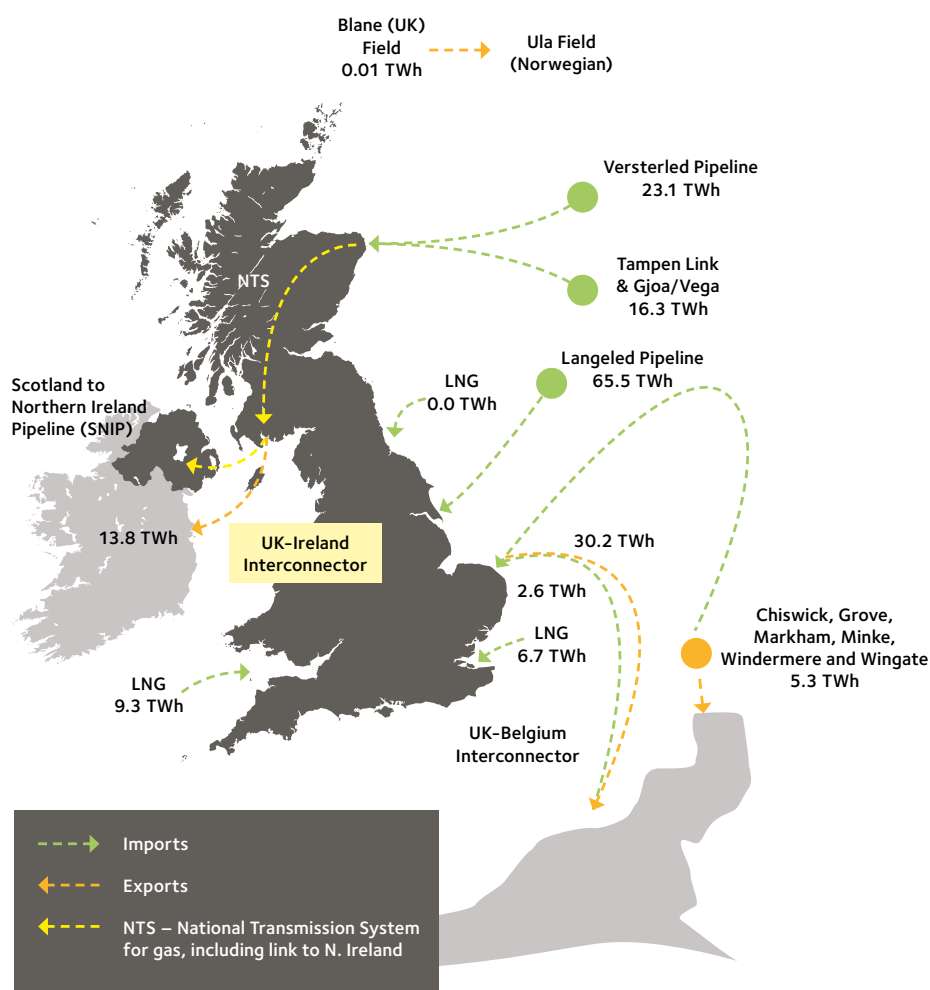 Blane (UK)
Field
0.01 TWh
Ula Field
(Norwegian)
Versterled Pipeline
23.1 TWh
NTS
Tampen Link
& Gjoa/Vega
16.3 TWh
Langeled Pipeline
65.5 TWh
LNG
0.0 TWh
Scotland to
Northern Ireland
Pipeline (SNIP)
13.8 TWh
UK-Ireland
Interconnector
30.2 TWh
2.6 TWh
LNG
6.7 TWh
Chiswick, Grove,
Markham, Minke,
Windermere and Wingate
5.3 TWh
LNG
9.3 TWh
UK-Belgium
Interconnector
Imports
Exports
NTS – National Transmission System
for gas, including link to N. Ireland